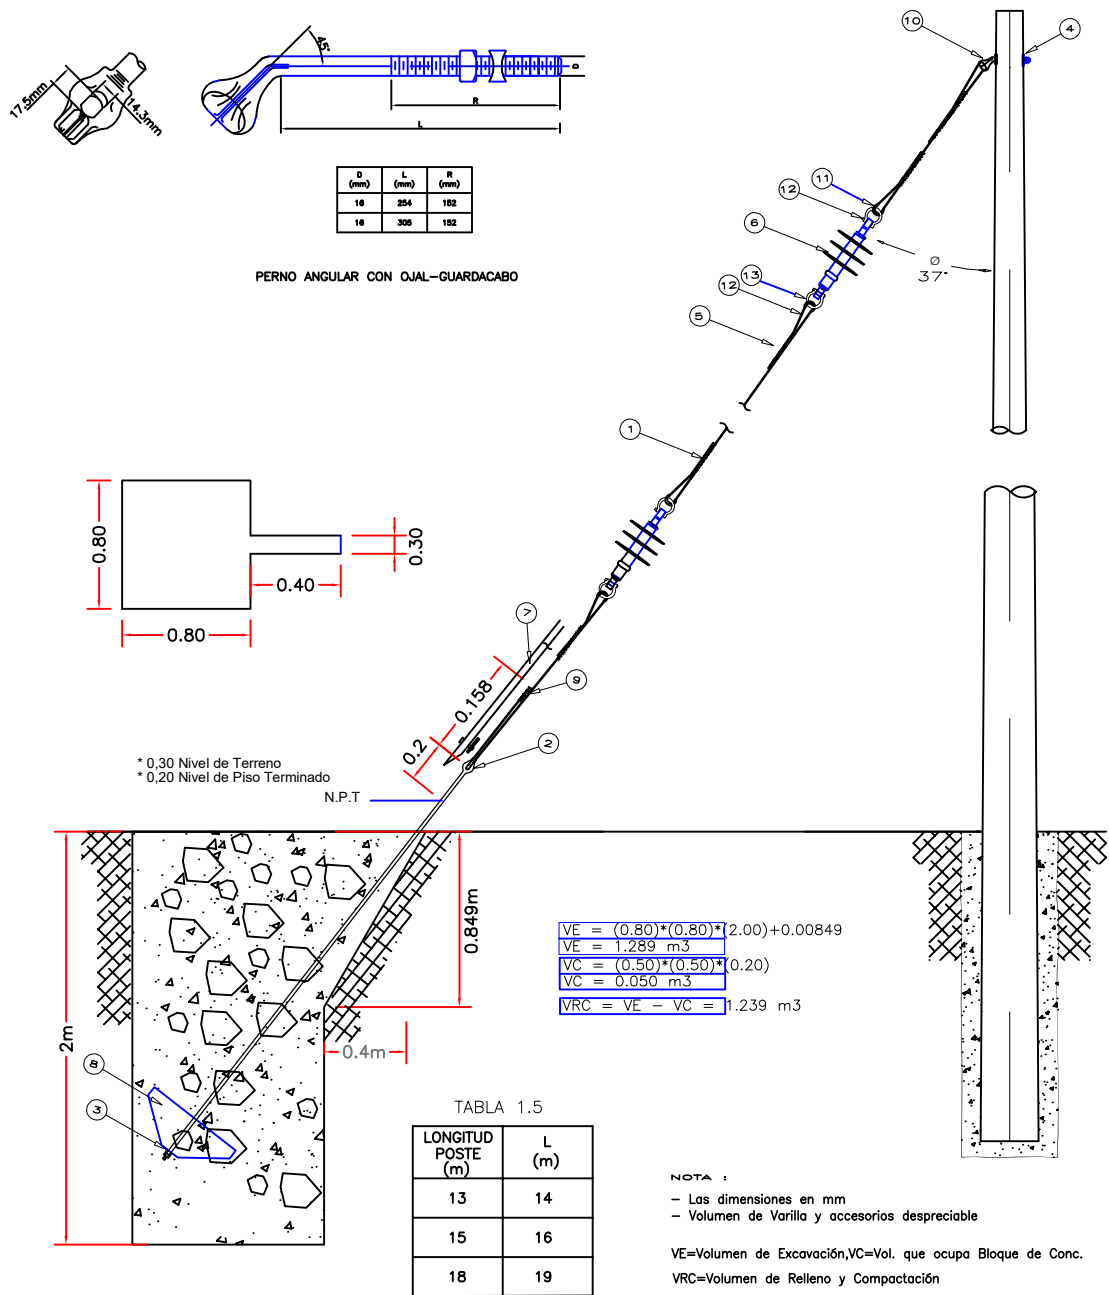 17.5mm
14.3mm
45°
D
R
L
D
(mm)
L
(mm)
R
(mm)
16
254
152
16
305
152
PERNO ANGULAR CON OJAL-GUARDACABO
10
4
11
12
6
Ø
37°
13
12
5
1
0.80
0.30
0.40
0.80
7
0.158
9
0.2
2
* 0,30 Nivel de Terreno
* 0,20 Nivel de Piso Terminado
N.P.T
0.849m
2m
0.4m
8
3
VE = (0.80)*(0.80)*(2.00)+0.00849
VE = 1.289 m3
VC = (0.50)*(0.50)*(0.20)
VC = 0.050 m3
VRC = VE - VC = 1.239 m3
TABLA 1.5
LONGITUD
POSTE
(m)
L
(m)
13
14
15
16
18
19
NOTA :
- Las dimensiones en mm
- Volumen de Varilla y accesorios despreciable
VE=Volumen de Excavación,VC=Vol. que ocupa Bloque de Conc.
VRC=Volumen de Relleno y Compactación